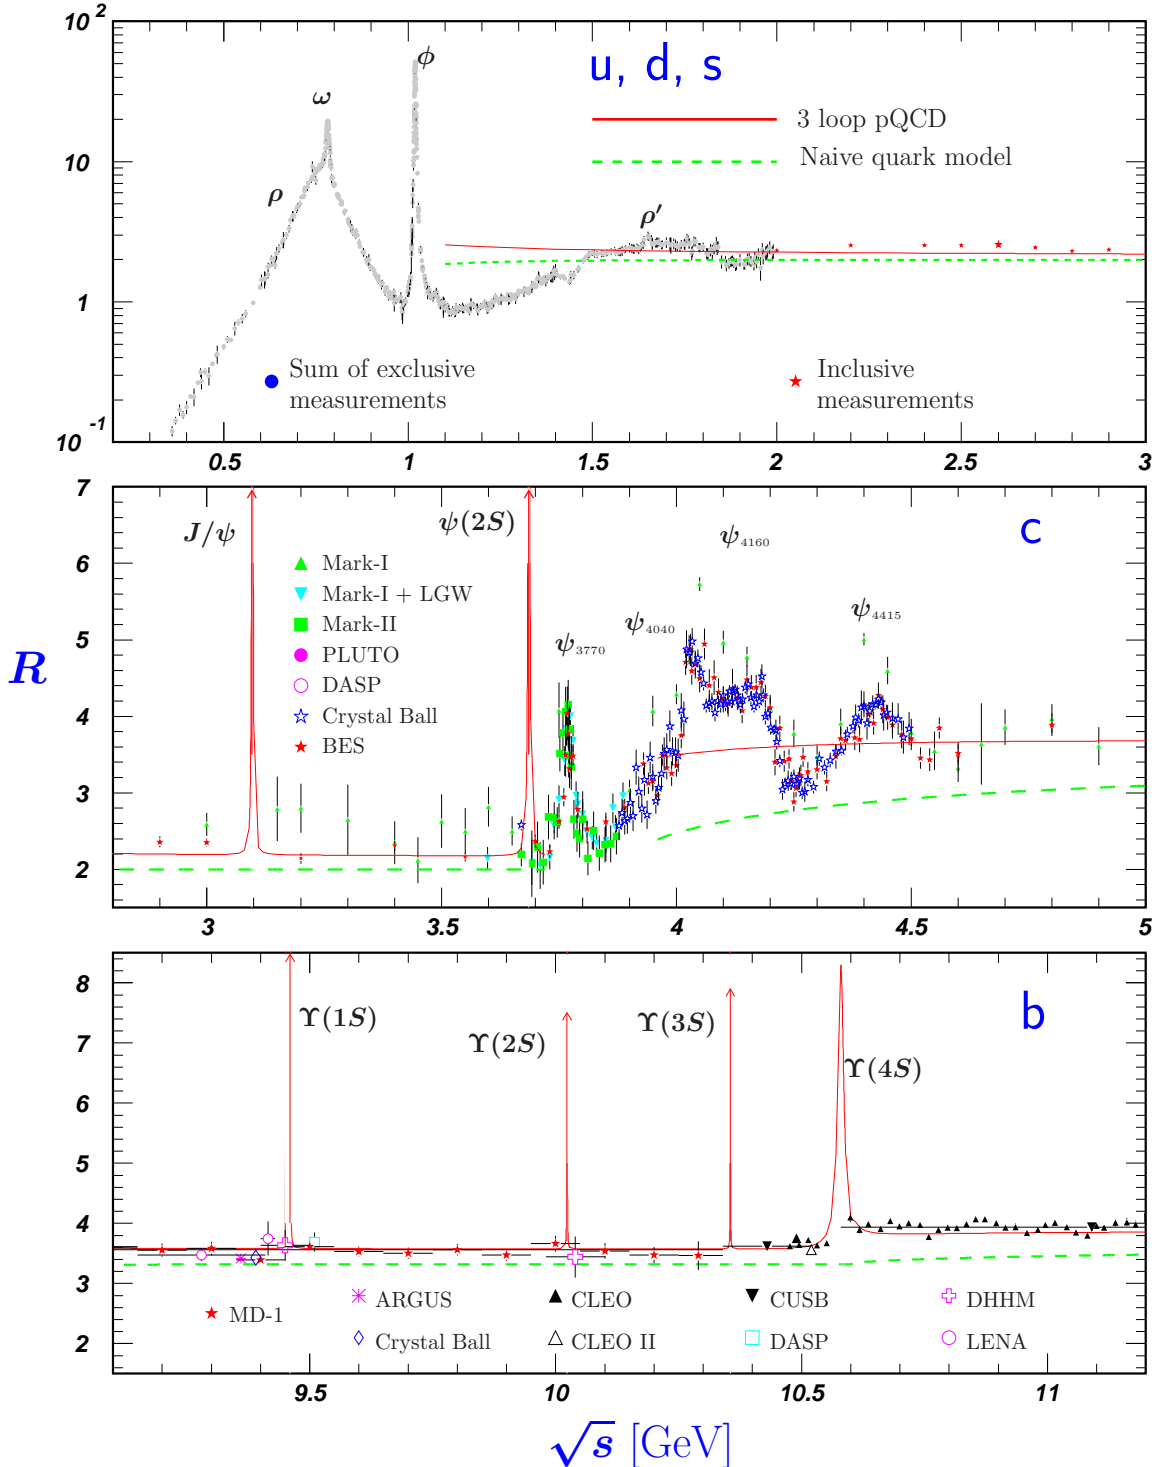 10²
u, d, s
ϕ
ω
3 loop pQCD
10
Naive quark model
ρ
ρ′
1
Sum of exclusive
measurements
Inclusive
measurements
10⁻¹
0.5 1 1.5 2 2.5 3
7
J/ψ
ψ(2S)
c
ψ₄₁₆₀
6
Mark-I
Mark-I + LGW
ψ₄₄₁₅
Mark-II
ψ₄₀₄₀
ψ₃₇₇₀
5
PLUTO
R
DASP
Crystal Ball
4
BES
3
2
3 3.5 4 4.5 5
8
b
ϒ(1S)
ϒ(3S)
ϒ(2S)
7
ϒ(4S)
6
5
4
3
MD-1
ARGUS
CLEO
CUSB
DHHM
Crystal Ball
CLEO II
DASP
LENA
2
9.5 10 10.5 11
√s [GeV]